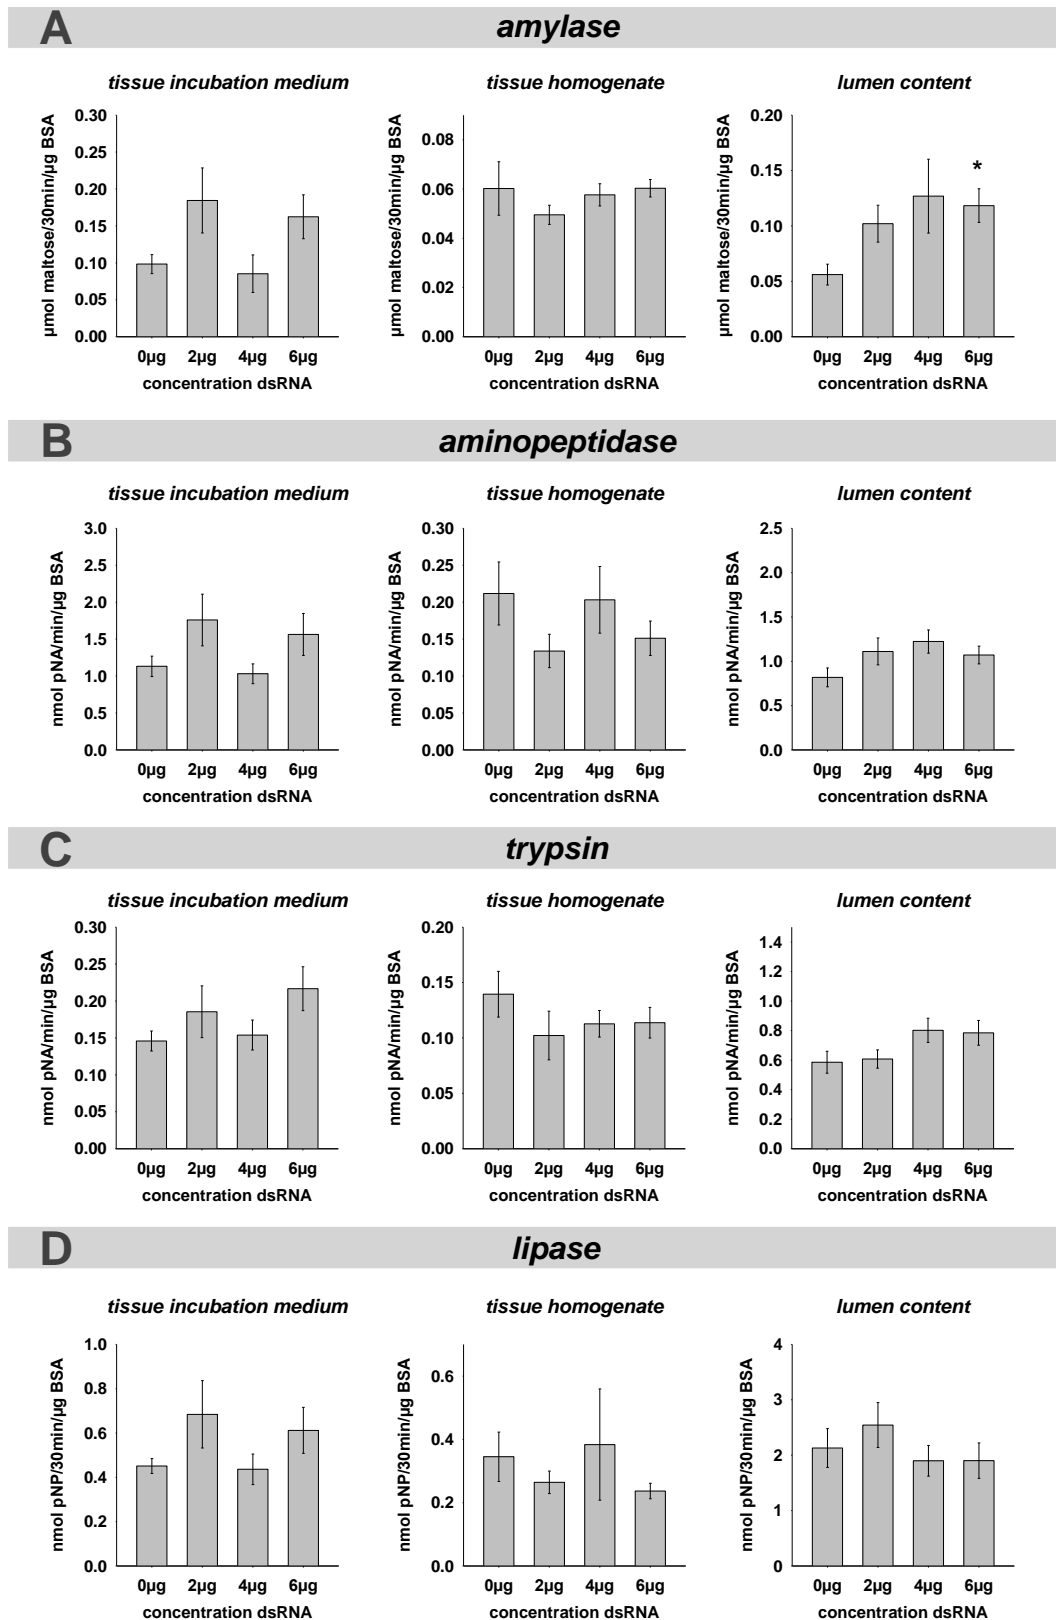 A amylase
tissue incubation medium
µmol maltose/30min/µg BSA
0.30
0.25
0.20
0.15
0.10
0.05
0.00
0µg 2µg 4µg 6µg
concentration dsRNA
tissue homogenate
µmol maltose/30min/µg BSA
0.08
0.06
0.04
0.02
0.00
0µg 2µg 4µg 6µg
concentration dsRNA
lumen content
µmol maltose/30min/µg BSA
0.20
0.15
0.10
0.05
0.00
*
0µg 2µg 4µg 6µg
concentration dsRNA
B aminopeptidase
tissue incubation medium
nmol pNA/min/µg BSA
3.0
2.5
2.0
1.5
1.0
0.5
0.0
0µg 2µg 4µg 6µg
concentration dsRNA
tissue homogenate
nmol pNA/min/µg BSA
0.30
0.25
0.20
0.15
0.10
0.05
0.00
0µg 2µg 4µg 6µg
concentration dsRNA
lumen content
nmol pNA/min/µg BSA
2.5
2.0
1.5
1.0
0.5
0.0
0µg 2µg 4µg 6µg
concentration dsRNA
C trypsin
tissue incubation medium
nmol pNA/min/µg BSA
0.30
0.25
0.20
0.15
0.10
0.05
0.00
0µg 2µg 4µg 6µg
concentration dsRNA
tissue homogenate
nmol pNA/min/µg BSA
0.20
0.15
0.10
0.05
0.00
0µg 2µg 4µg 6µg
concentration dsRNA
lumen content
nmol pNA/min/µg BSA
1.4
1.2
1.0
0.8
0.6
0.4
0.2
0.0
0µg 2µg 4µg 6µg
concentration dsRNA
D lipase
tissue incubation medium
nmol pNP/30min/µg BSA
1.0
0.8
0.6
0.4
0.2
0.0
0µg 2µg 4µg 6µg
concentration dsRNA
tissue homogenate
nmol pNP/30min/µg BSA
0.6
0.4
0.2
0.0
0µg 2µg 4µg 6µg
concentration dsRNA
lumen content
nmol pNP/30min/µg BSA
4
3
2
1
0
0µg 2µg 4µg 6µg
concentration dsRNA